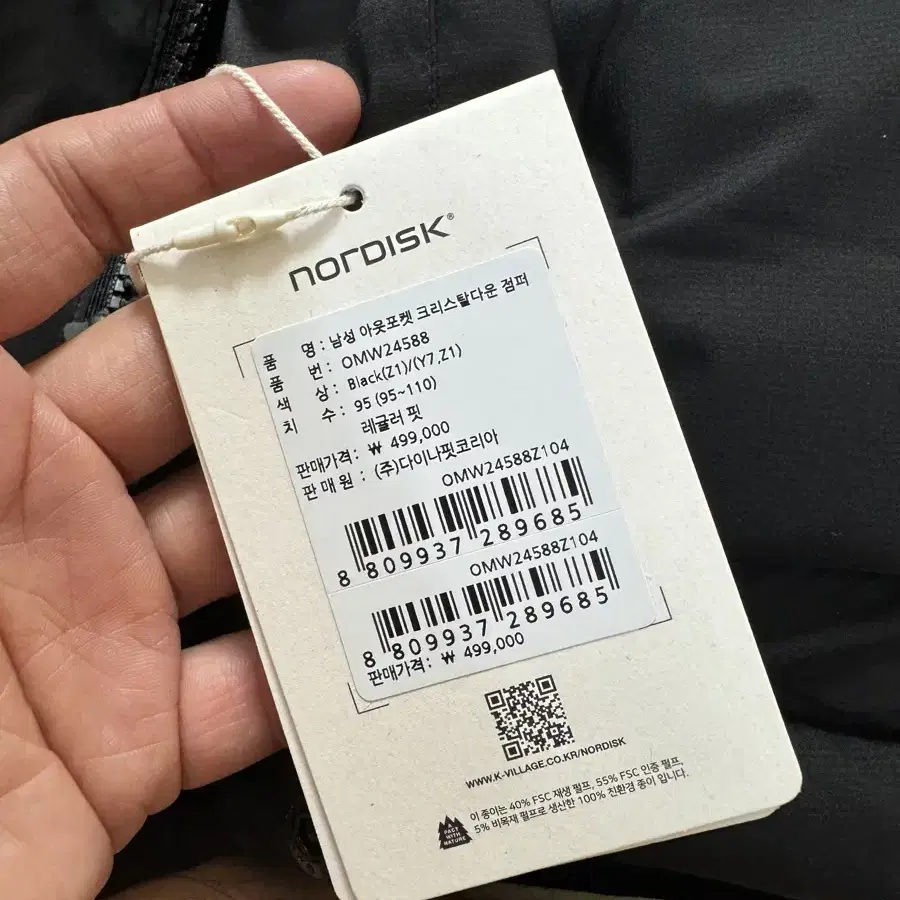 nordisk®
품 명 : 남성 아웃포켓 크리스탈다운 점퍼
품 번 : OMW24588
색 상 : Black(Z1)/(Y7,Z1)
치 수 : 95 (95~110)
레귤러 핏
판매가격: ₩ 499,000
판 매 원 : (주)다이나핏코리아
OMW24588Z104
8 809937 289685
OMW24588Z104
8 809937 289685
판매가격: ₩ 499,000
WWW.K-VILLAGE.CO.KR/NORDISK
이 종이는 40% FSC 재생 펄프, 55% FSC 인증 펄프,
5% 비목재 펄프로 생산한 100% 친환경 종이 입니다.
A
PACT
WITH
NATURE